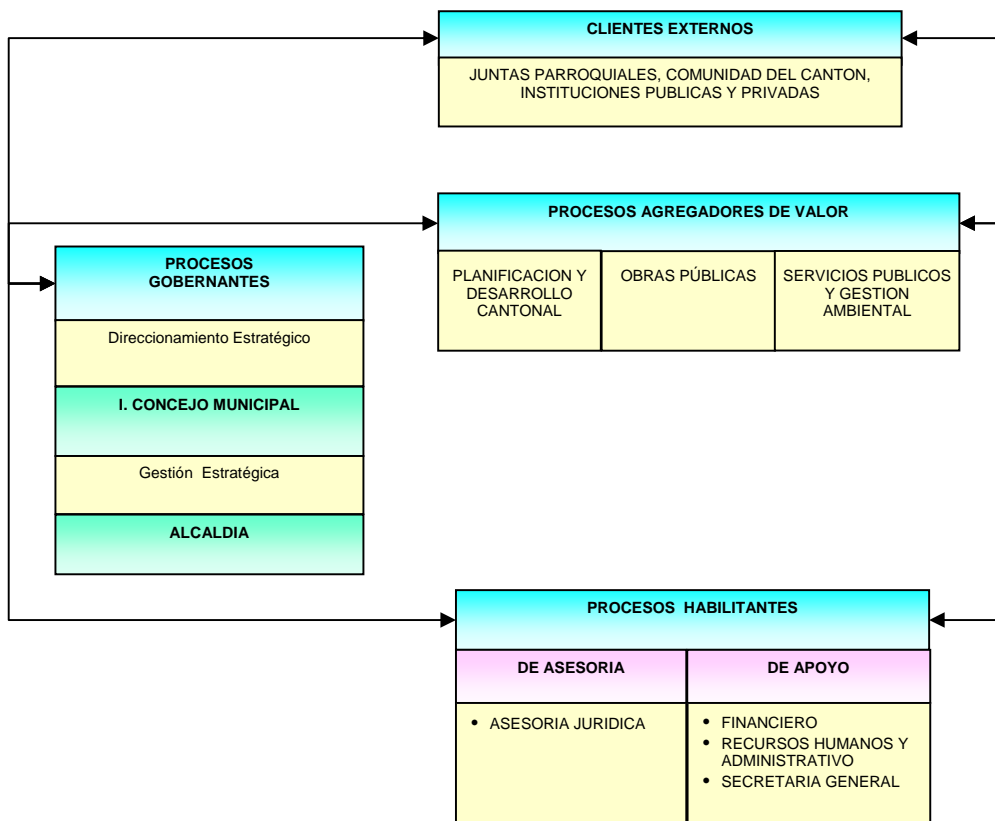 CLIENTES EXTERNOS
JUNTAS PARROQUIALES, COMUNIDAD DEL CANTON,
INSTITUCIONES PUBLICAS Y PRIVADAS
PROCESOS AGREGADORES DE VALOR
PLANIFICACION Y
DESARROLLO
CANTONAL
OBRAS PÚBLICAS
SERVICIOS PUBLICOS
Y GESTION
AMBIENTAL
PROCESOS
GOBERNANTES
Direccionamiento Estratégico
I. CONCEJO MUNICIPAL
Gestión Estratégica
ALCALDIA
PROCESOS HABILITANTES
DE ASESORIA
• ASESORIA JURIDICA
DE APOYO
• FINANCIERO
• RECURSOS HUMANOS Y
ADMINISTRATIVO
• SECRETARIA GENERAL